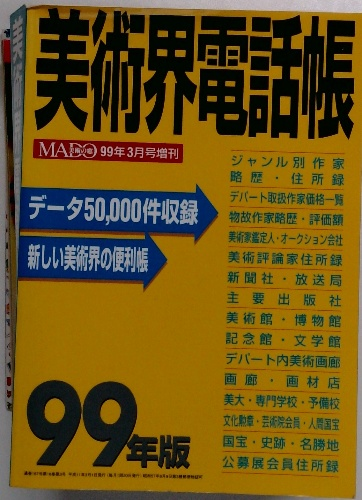 美術界電話帳
MADO 美術の窓 99年3月号増刊
データ50,000件収録
新しい美術界の便利帳
ジャンル別作家
略歴・住所録
デパート取扱作家価格一覧
物故作家略歴・評価額
美術家鑑定人・オークション会社
美術評論家住所録
新聞社・放送局
主要出版社
美術館・博物館
記念館・文学館
デパート内美術画廊
画廊・画材店
美大・専門学校・予備校
文化勲章・芸術院会員・人間国宝
国宝・史跡・名勝地
公募展会員住所録
99年版